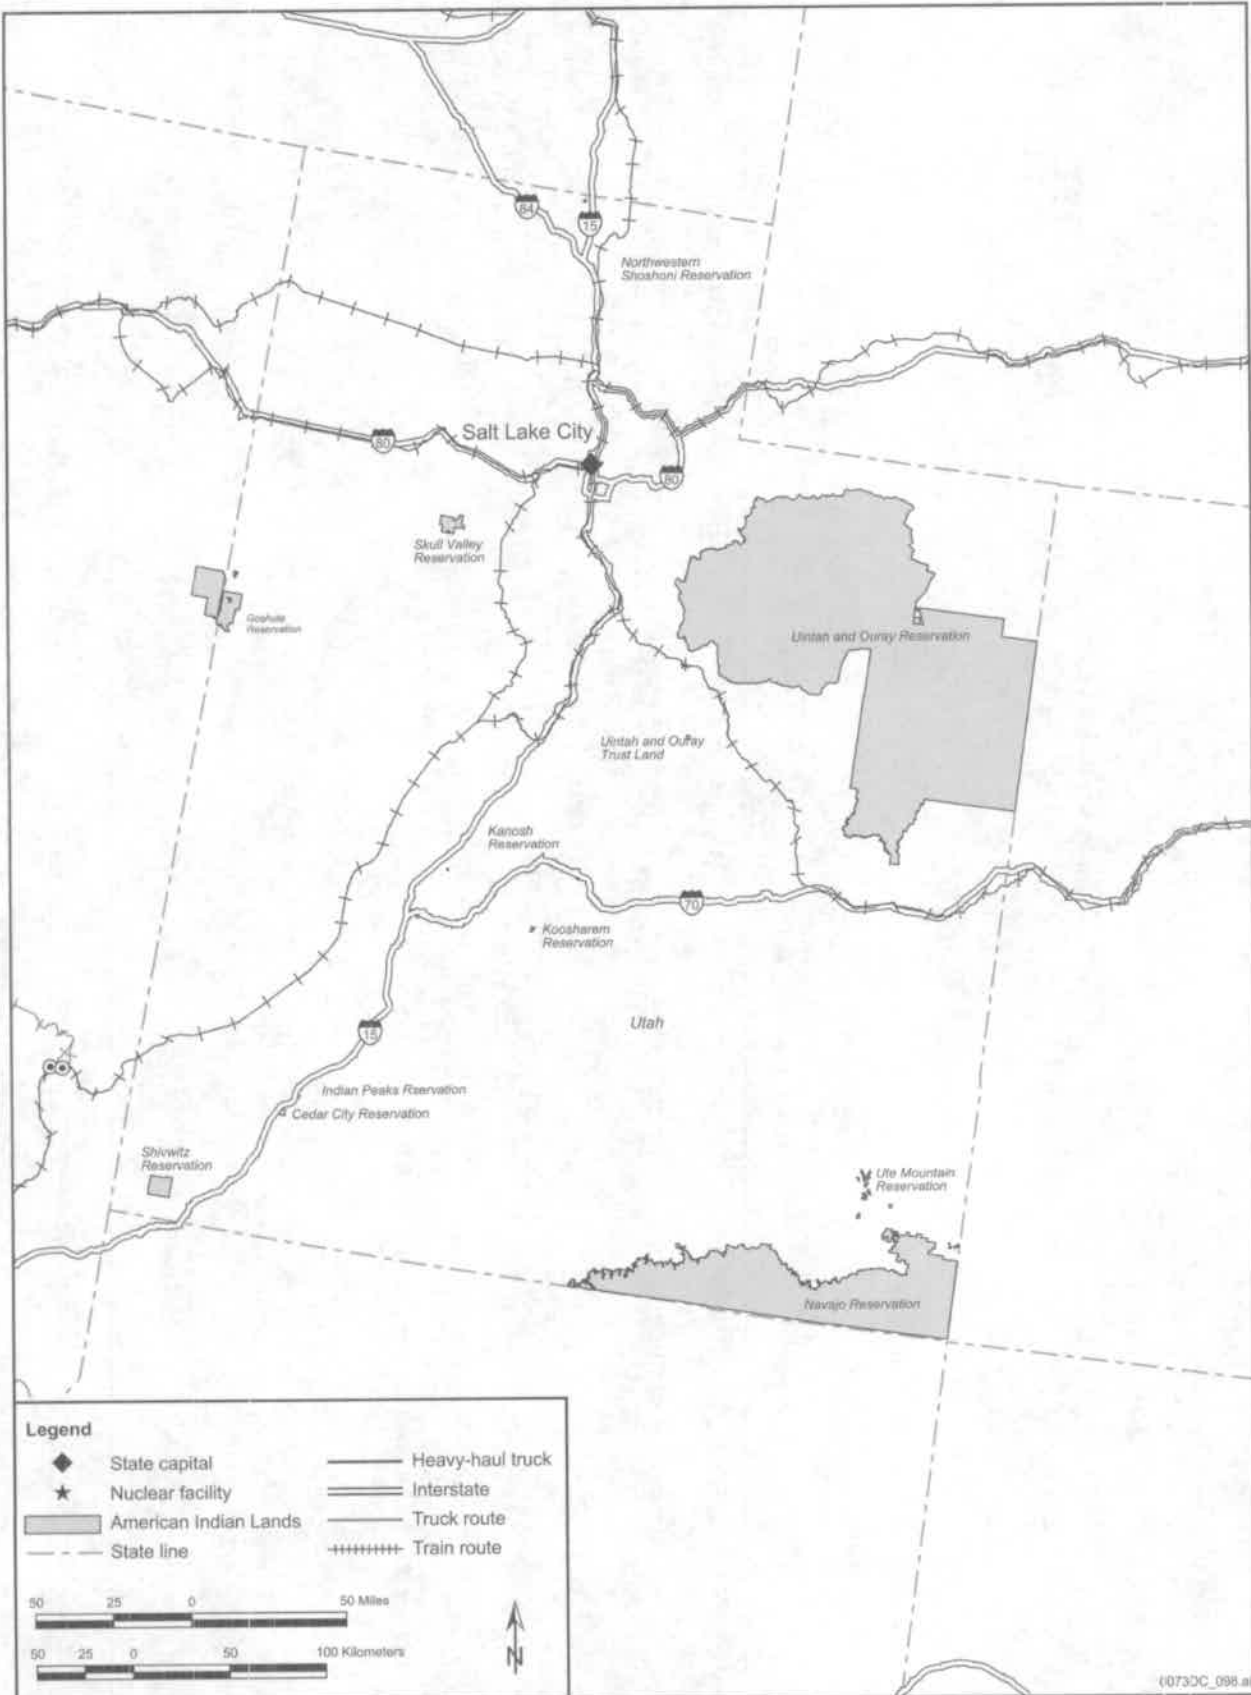 84
15
Northwestern
Shoshoni Reservation
Salt Lake City
80
80
Skull Valley
Reservation
Goshute
Reservation
Uintah and Ouray Reservation
Uintah and Ouray
Trust Land
Kanosh
Reservation
70
Koosharem
Reservation
Utah
15
Indian Peaks Rservation
Cedar City Reservation
Shivwitz
Reservation
Ute Mountain
Reservation
Navajo Reservation
Legend
State capital
Nuclear facility
American Indian Lands
State line
Heavy-haul truck
Interstate
Truck route
Train route
50 25 0 50 Miles
50 25 0 50 100 Kilometers
N